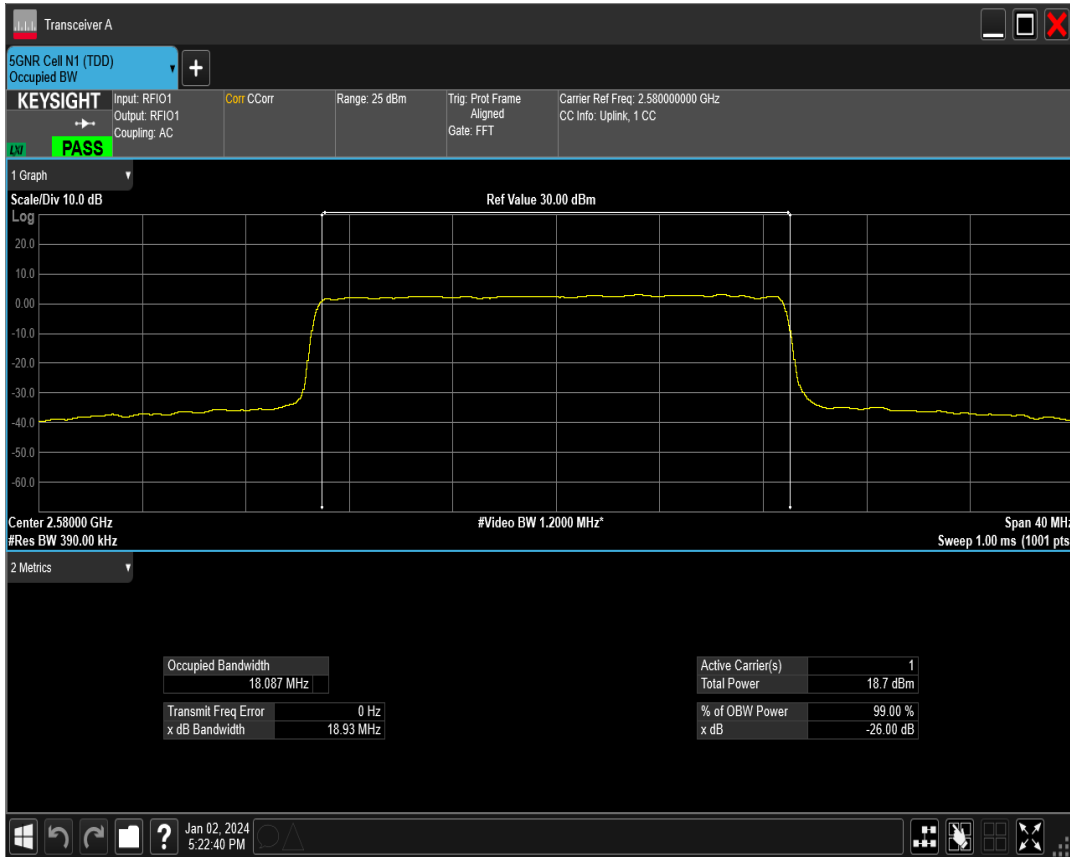 Transceiver A
5GNR Cell N1 (TDD)
Occupied BW
KEYSIGHT
LXI
PASS
Input: RFIO1
Output: RFIO1
Coupling: AC
Corr CCorr
Range: 25 dBm
Trig: Prot Frame
Aligned
Gate: FFT
Carrier Ref Freq: 2.580000000 GHz
CC Info: Uplink, 1 CC
1 Graph
Scale/Div 10.0 dB
Ref Value 30.00 dBm
Log
20.0
10.0
0.00
-10.0
-20.0
-30.0
-40.0
-50.0
-60.0
Center 2.58000 GHz
#Video BW 1.2000 MHz*
Span 40 MHz
#Res BW 390.00 kHz
Sweep 1.00 ms (1001 pts
2 Metrics
Occupied Bandwidth
18.087 MHz
Transmit Freq Error 0 Hz
x dB Bandwidth 18.93 MHz
Active Carrier(s) 1
Total Power 18.7 dBm
% of OBW Power 99.00 %
x dB -26.00 dB
?
Jan 02, 2024
5:22:40 PM